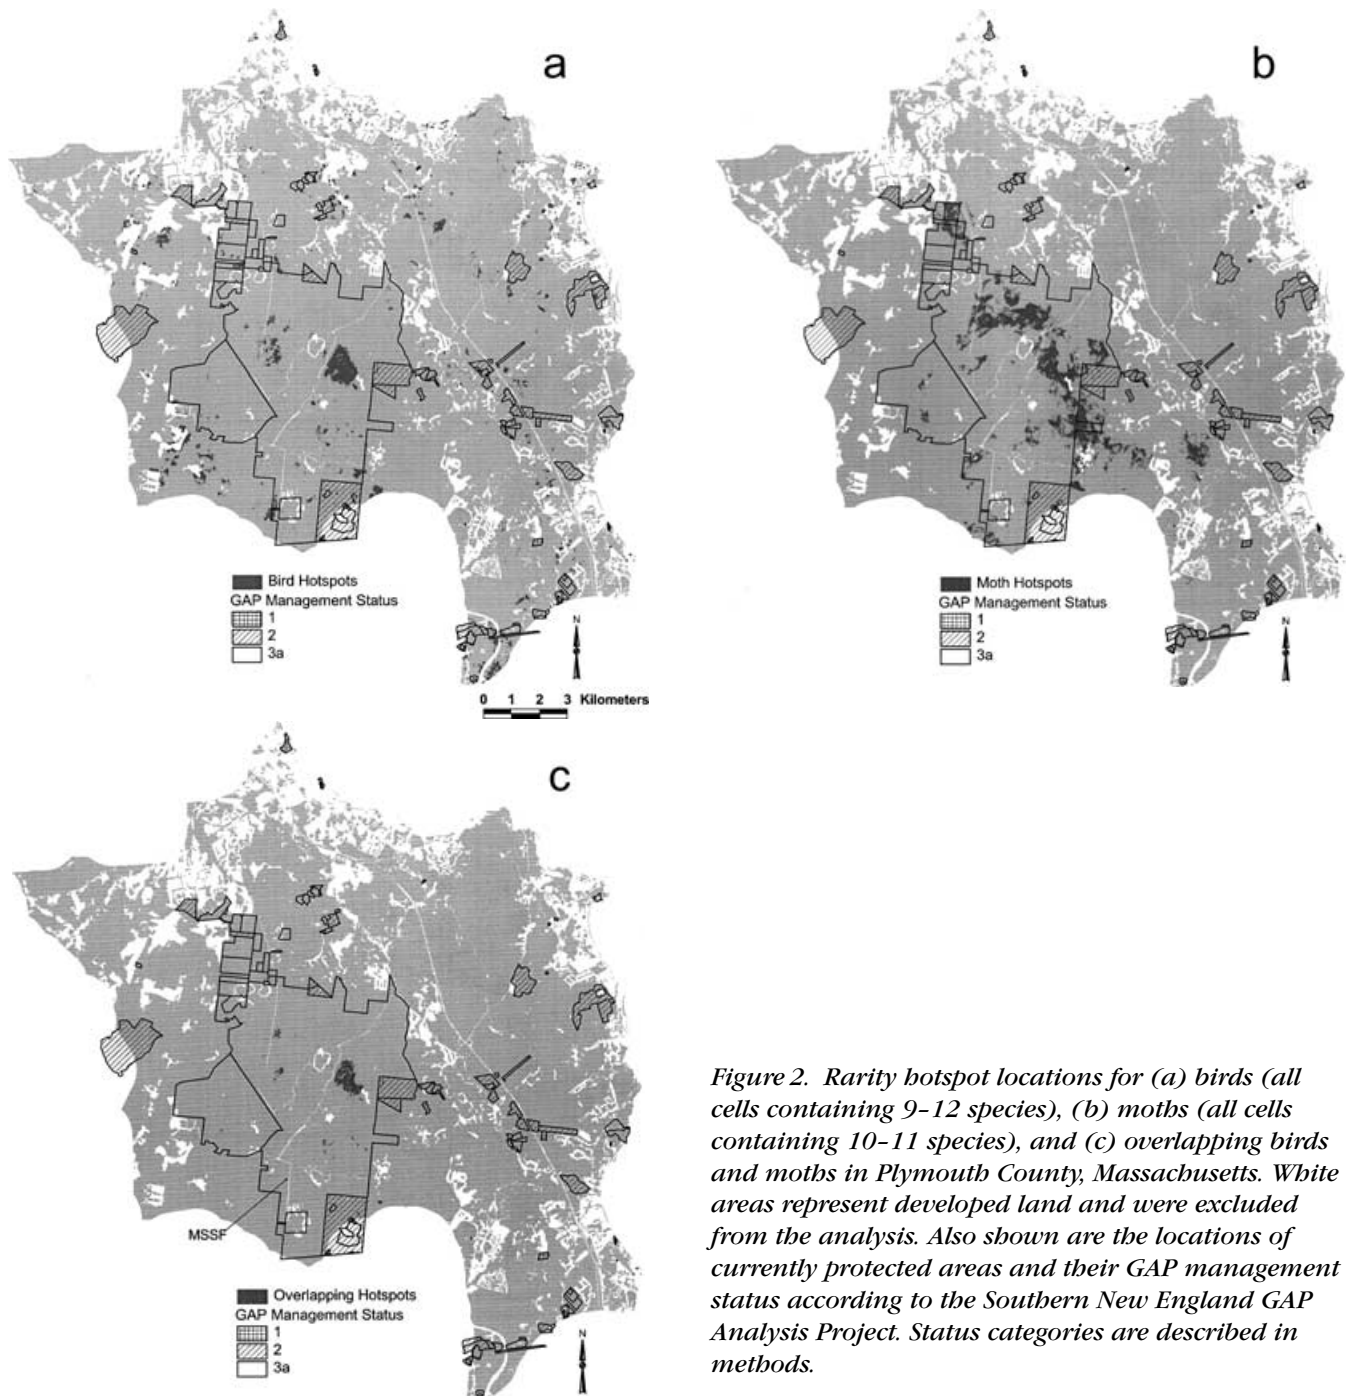 a
Bird Hotspots
GAP Management Status
1
2
3a
N
0 1 2 3 Kilometers
b
Moth Hotspots
GAP Management Status
1
2
3a
N
c
MSSF
Overlapping Hotspots
GAP Management Status
1
2
3a
N
Figure 2. Rarity hotspot locations for (a) birds (all
cells containing 9–12 species), (b) moths (all cells
containing 10–11 species), and (c) overlapping birds
and moths in Plymouth County, Massachusetts. White
areas represent developed land and were excluded
from the analysis. Also shown are the locations of
currently protected areas and their GAP management
status according to the Southern New England GAP
Analysis Project. Status categories are described in
methods.